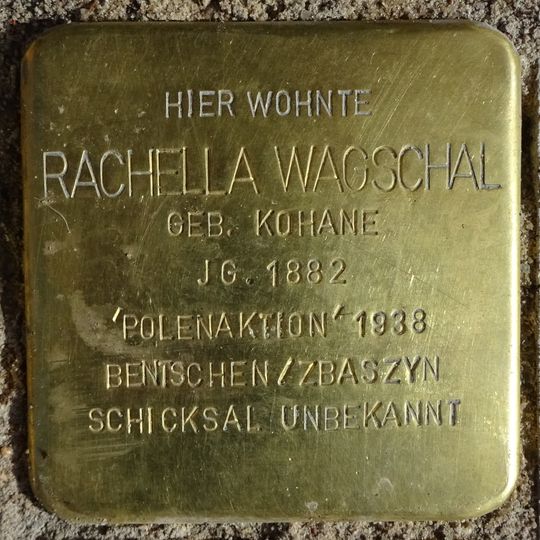 HIER WOHNTE
RACHELLA WAGSCHAL
GEB. KOHANE
JG. 1882
'POLENAKTION' 1938
BENTSCHEN/ZBASZYN
SCHICKSAL UNBEKANNT